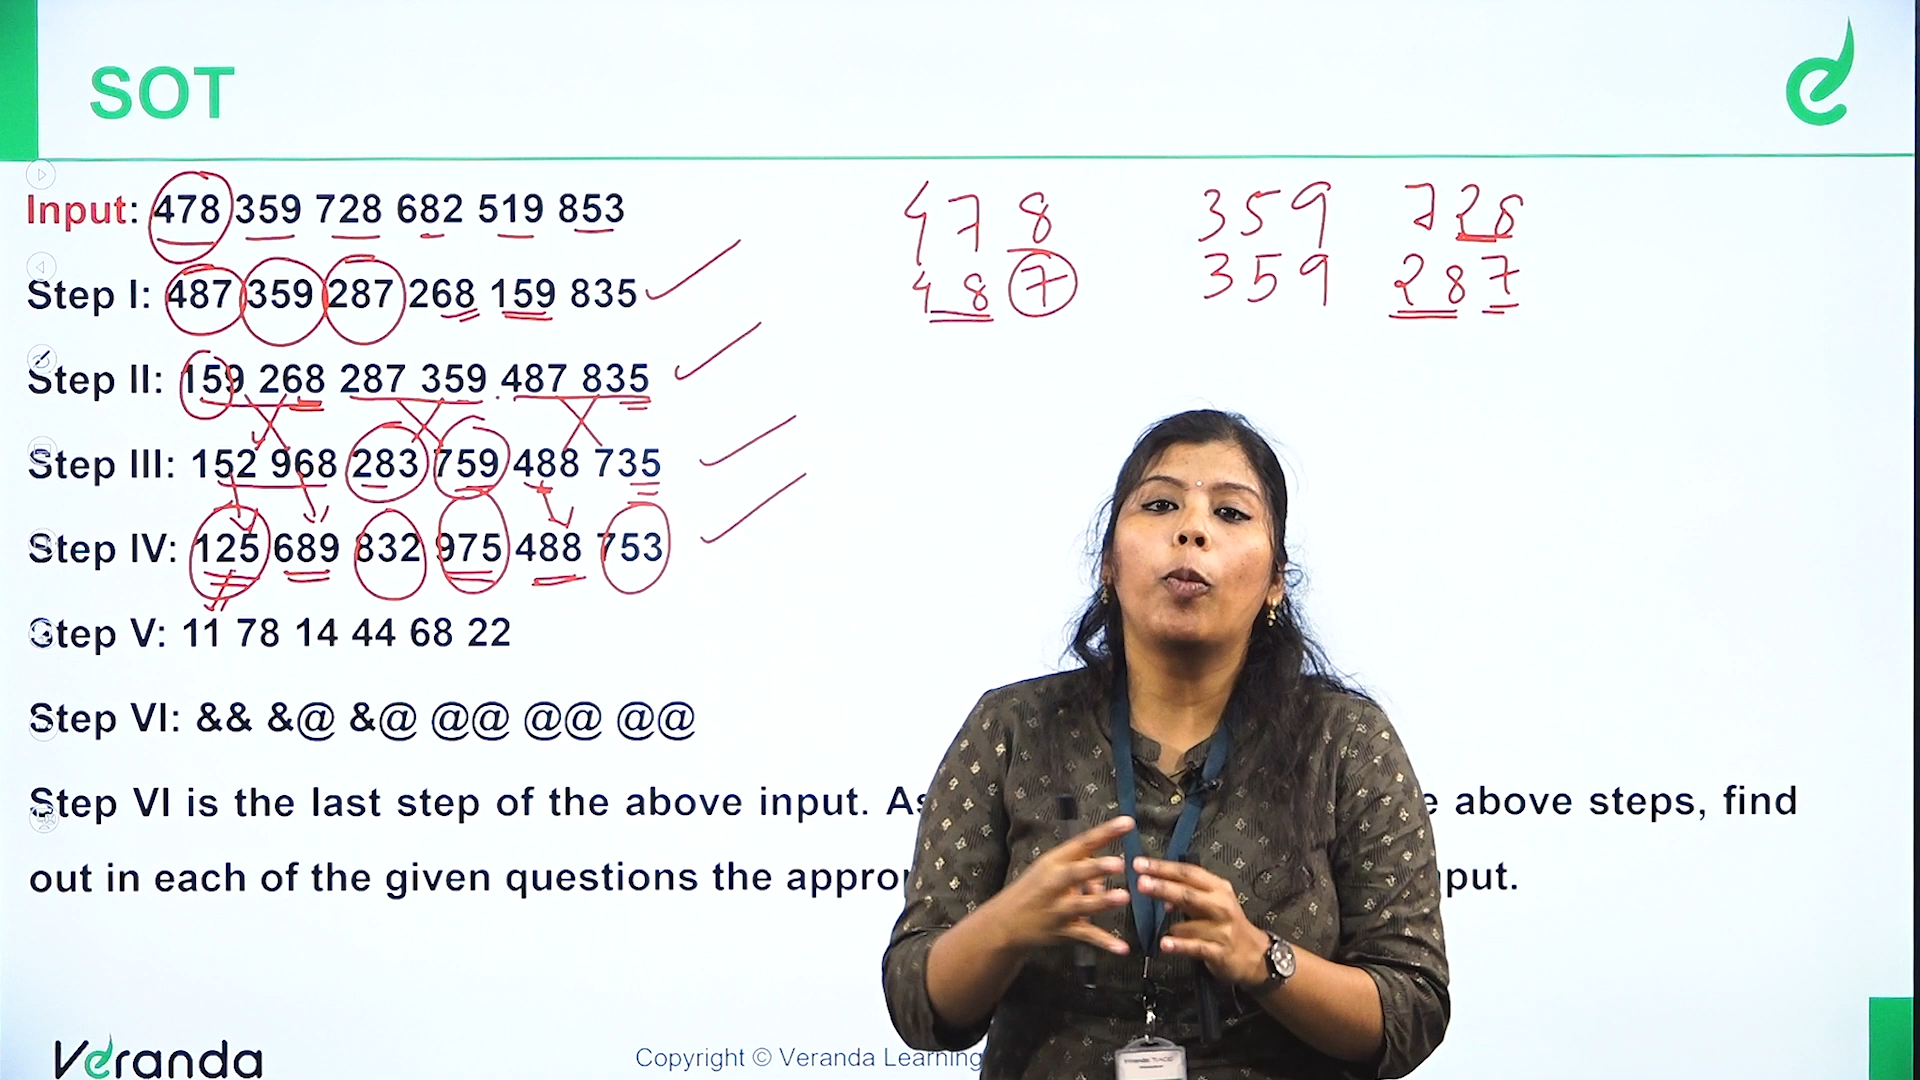 SOT
Input: 478 359 728 682 519 853
478 359 728
Step I: 487 359 287 268 159 835
487 359 287
Step II: 159 268 287 359 487 835
Step III: 152 968 283 759 488 735
Step IV: 125 689 832 975 488 753
Step V: 11 78 14 44 68 22
Step VI: && &@ &@ @@ @@ @@
Step VI is the last step of the above input. As above steps, find
out in each of the given questions the put.
Veranda
Copyright © Veranda Learning